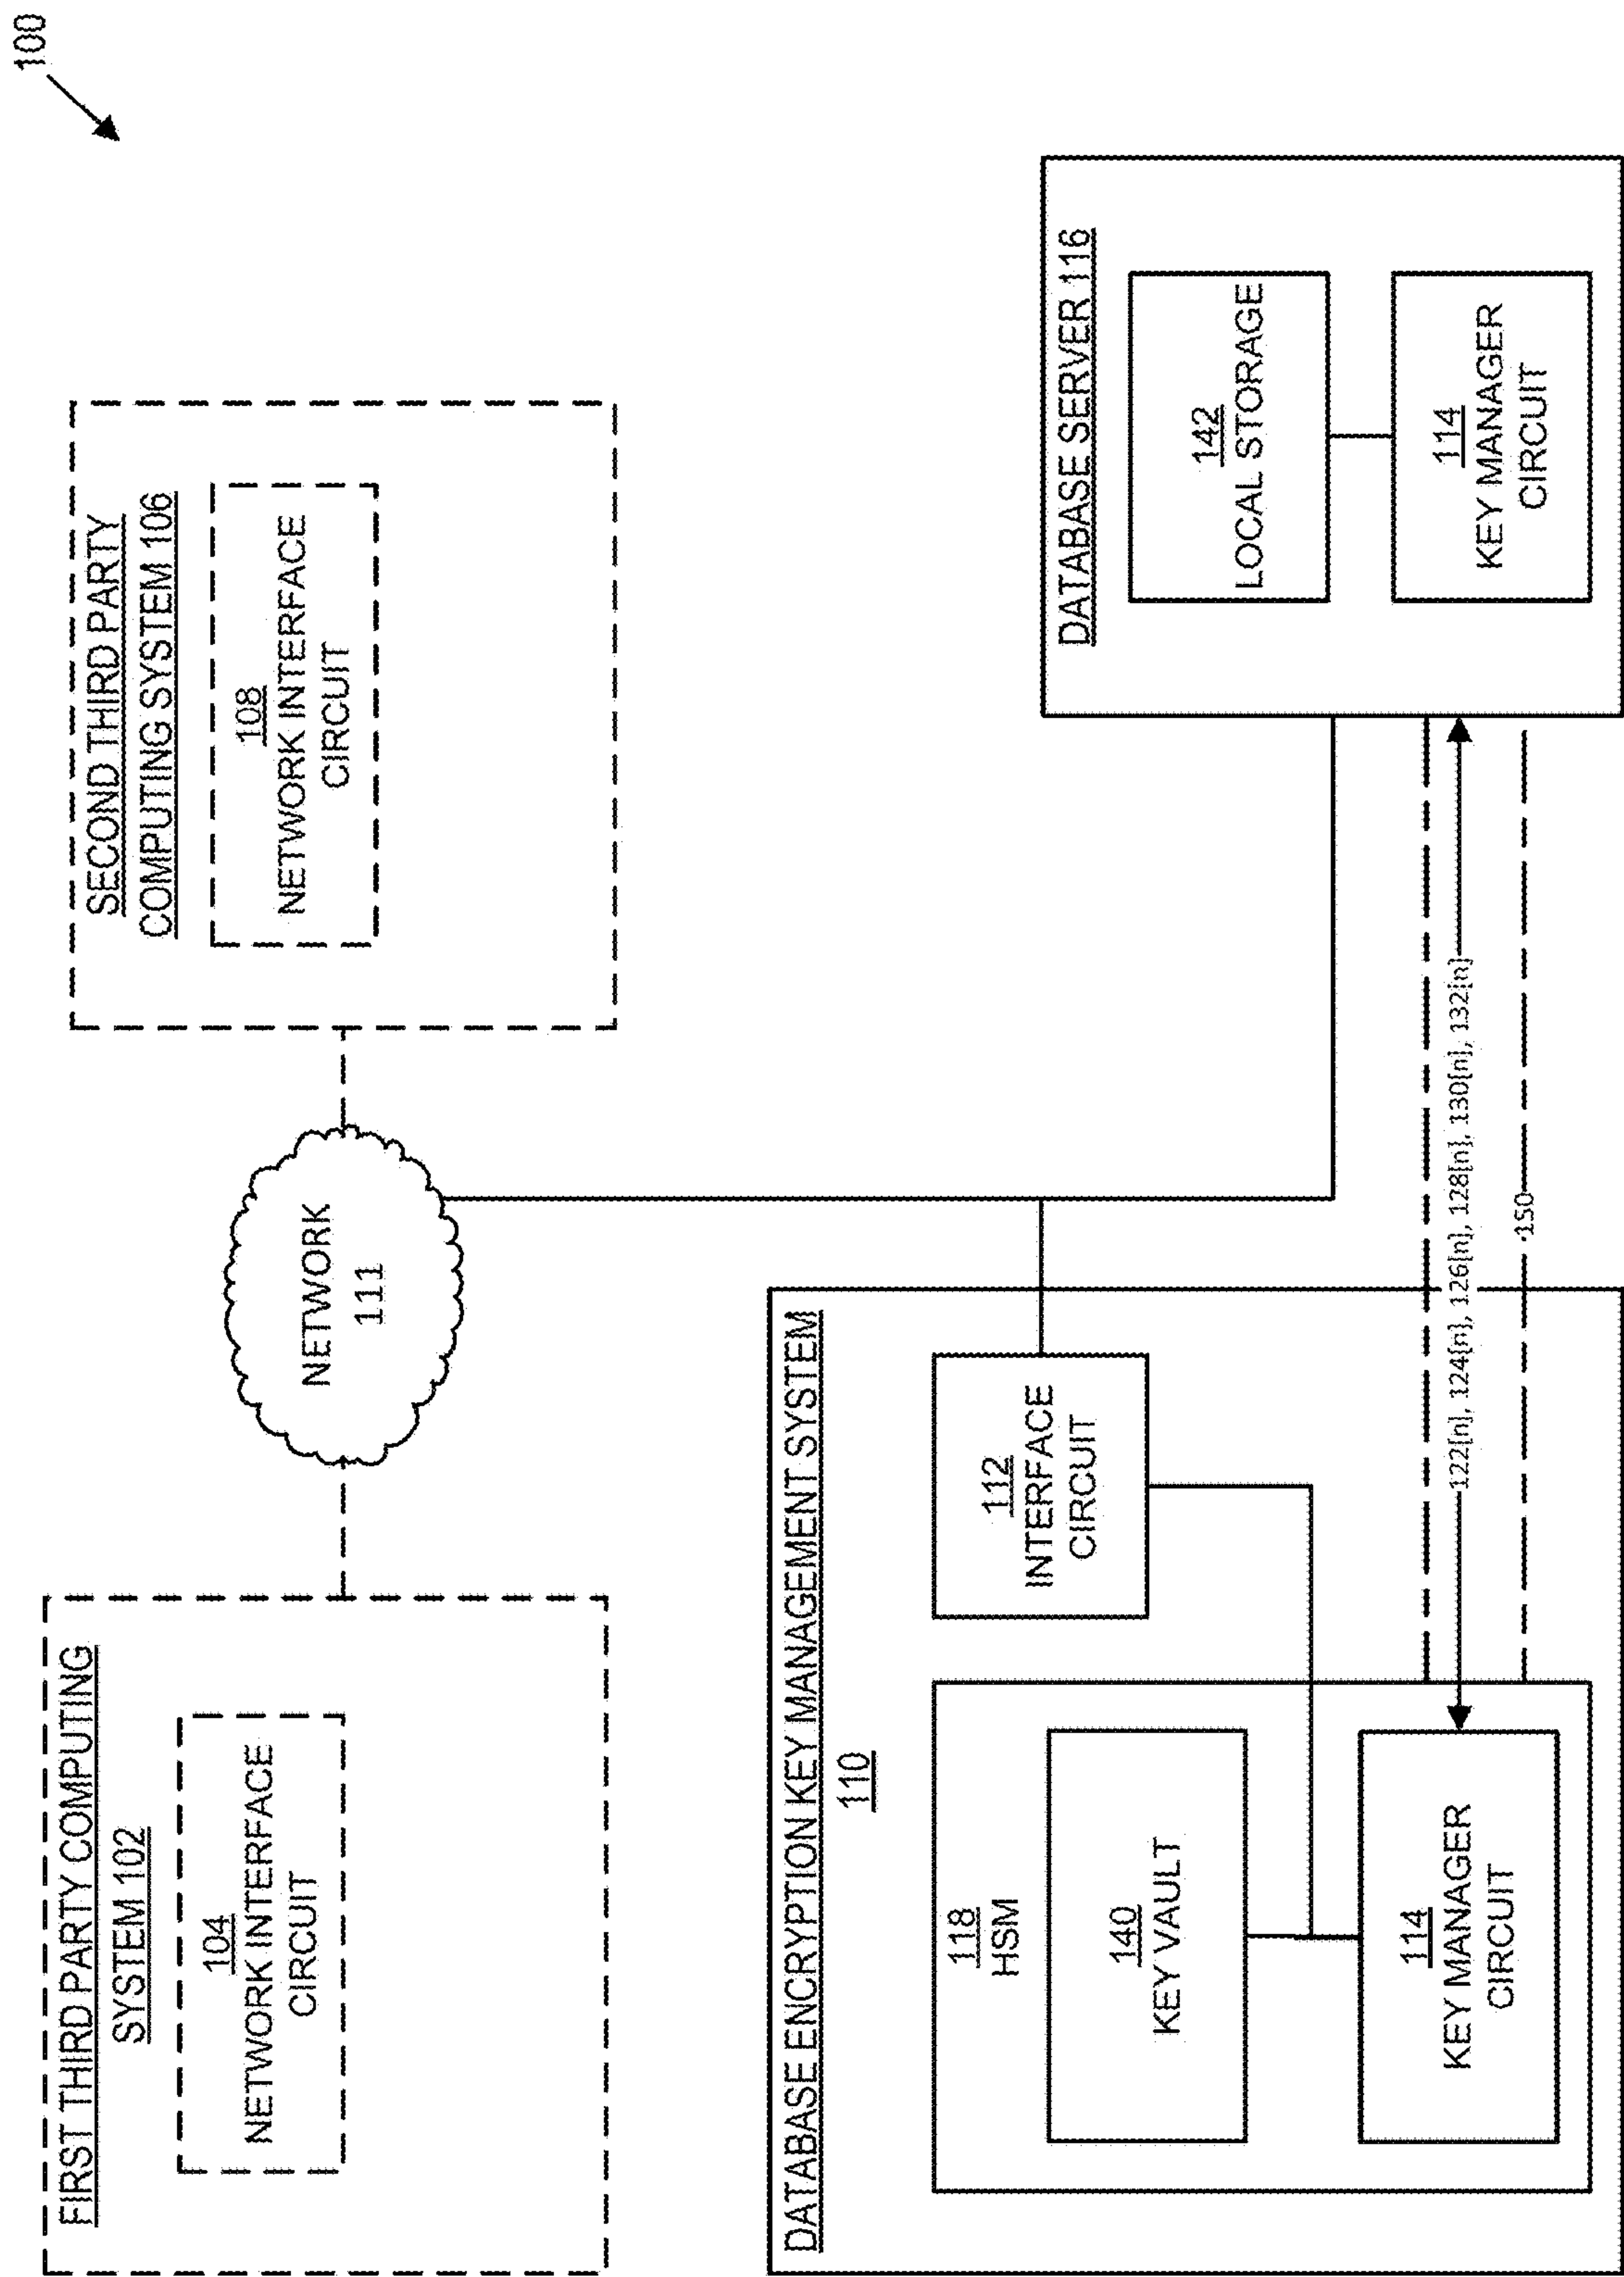 100
FIRST THIRD PARTY COMPUTING
SYSTEM 102
104
NETWORK INTERFACE
CIRCUIT
NETWORK
111
SECOND THIRD PARTY
COMPUTING SYSTEM 106
108
NETWORK INTERFACE
CIRCUIT
DATABASE ENCRYPTION KEY MANAGEMENT SYSTEM
110
118
HSM
140
KEY VAULT
114
KEY MANAGER
CIRCUIT
112
INTERFACE
CIRCUIT
122[n], 124[n], 126[n], 128[n], 130[n], 132[n]
150
DATABASE SERVER 116
142
LOCAL STORAGE
114
KEY MANAGER
CIRCUIT